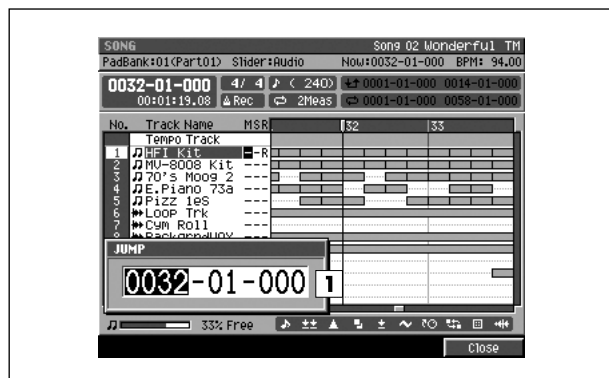 SONG Song 02 Wonderful TM
PadBank:01(Part01) Slider:Audio Now:0032-01-000 BPM: 94.00
0032-01-000 4/ 4 ♪ ( 240) 0001-01-000 0014-01-000
00:01:19.08 Rec 2Meas 0001-01-000 0058-01-000
No. Track Name MSR 32 33
Tempo Track
1 HFI Kit --R
2 MV-8008 Kit ---
3 70's Moog 2 ---
4 E.Piano 73a ---
5 Pizz 1eS ---
6 Loop Trk ---
7 Cym Roll ---
8 BackgrndVOX ---
JUMP
0032-01-000 1
33% Free
Close